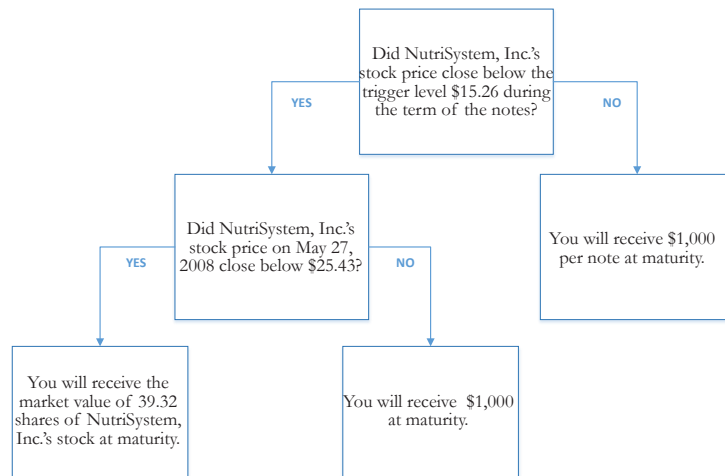 Did NutriSystem, Inc.'s
stock price close below the
trigger level $15.26 during
the term of the notes?
YES
NO
Did NutriSystem, Inc.'s
stock price on May 27,
2008 close below $25.43?
You will receive $1,000
per note at maturity.
YES
NO
You will receive the
market value of 39.32
shares of NutriSystem,
Inc.'s stock at maturity.
You will receive $1,000
at maturity.